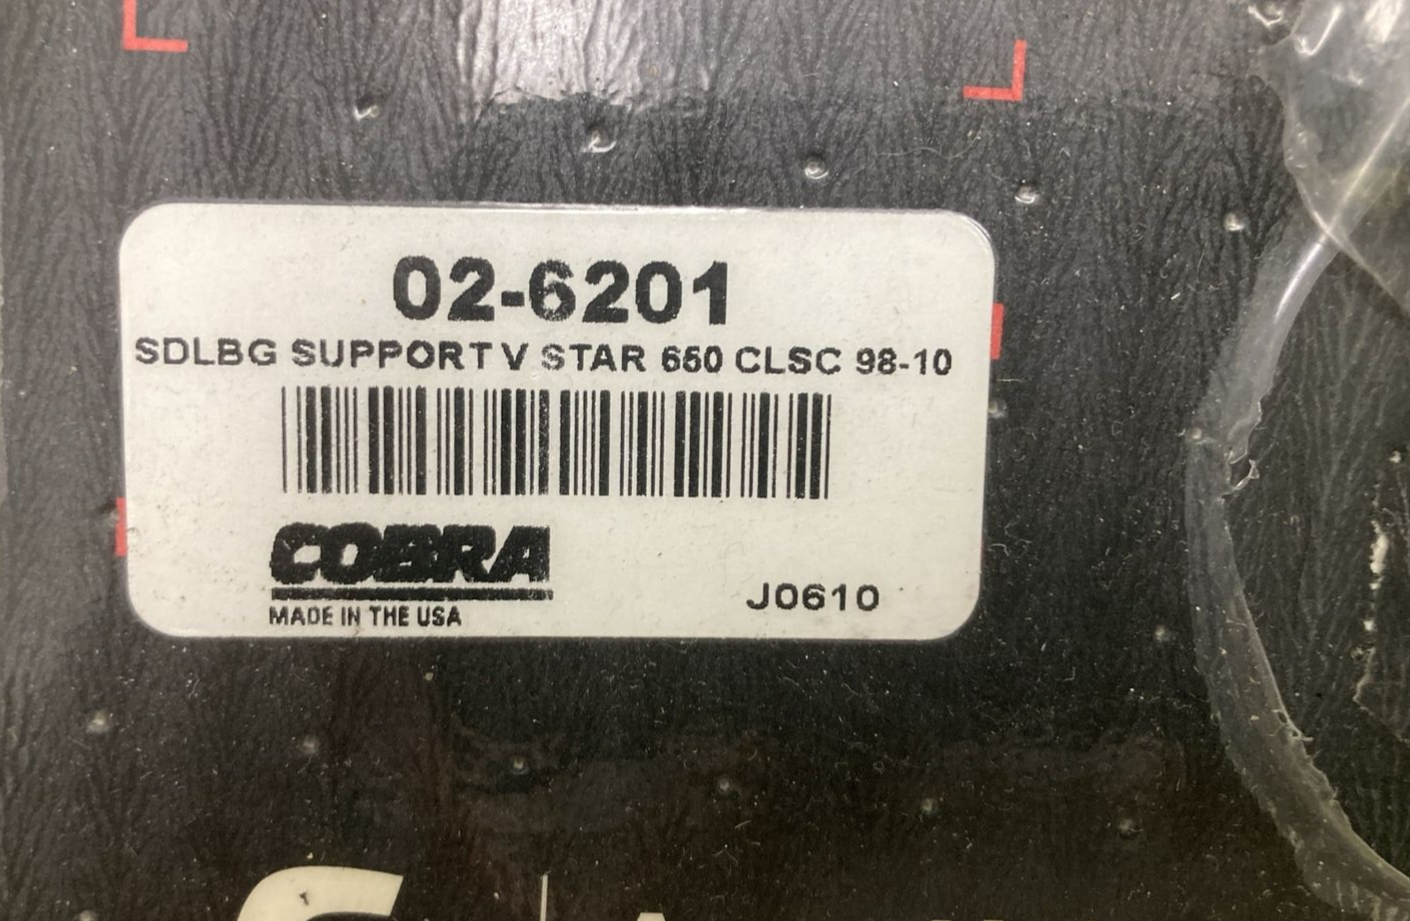 02-6201
SDLBG SUPPORT V STAR 650 CLSC 98-10
COBRA
MADE IN THE USA
J0610